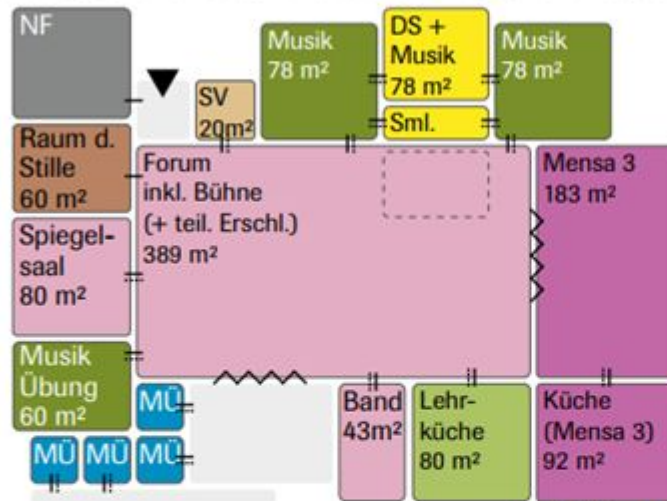 NF
SV
20m²
Musik
78 m²
DS +
Musik
78 m²
Sml.
Musik
78 m²
Raum d.
Stille
60 m²
Forum
inkl. Bühne
(+ teil. Erschl.)
389 m²
Mensa 3
183 m²
Spiegel-
saal
80 m²
Musik
Übung
60 m²
MÜ
MÜ
MÜ
MÜ
Band
43m²
Lehr-
küche
80 m²
Küche
(Mensa 3)
92 m²